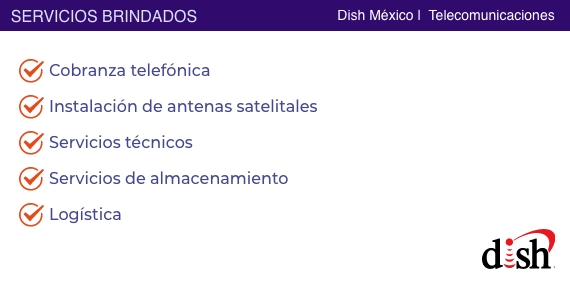 SERVICIOS BRINDADOS
Dish México | Telecomunicaciones
Cobranza telefónica
Instalación de antenas satelitales
Servicios técnicos
Servicios de almacenamiento
Logística
dish